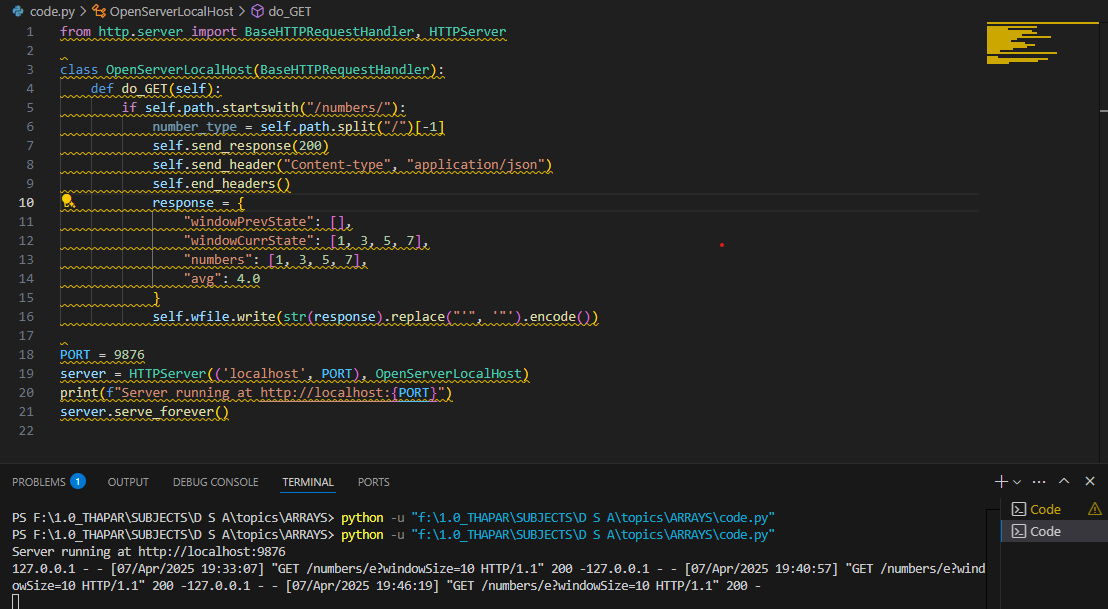 code.py > OpenServerLocalHost > do_GET
1 from http.server import BaseHTTPRequestHandler, HTTPServer
2
3 class OpenServerLocalHost(BaseHTTPRequestHandler):
4     def do_GET(self):
5         if self.path.startswith("/numbers/"):
6             number_type = self.path.split("/")[-1]
7             self.send_response(200)
8             self.send_header("Content-type", "application/json")
9             self.end_headers()
10             response = {
11                 "windowPrevState": [],
12                 "windowCurrState": [1, 3, 5, 7],
13                 "numbers": [1, 3, 5, 7],
14                 "avg": 4.0
15             }
16             self.wfile.write(str(response).replace("'", '"').encode())
17
18 PORT = 9876
19 server = HTTPServer(('localhost', PORT), OpenServerLocalHost)
20 print(f"Server running at http://localhost:{PORT}")
21 server.serve_forever()
22
PROBLEMS 1 OUTPUT DEBUG CONSOLE TERMINAL PORTS
PS F:\1.0_THAPAR\SUBJECTS\D S A\topics\ARRAYS> python -u "f:\1.0_THAPAR\SUBJECTS\D S A\topics\ARRAYS\code.py"
PS F:\1.0_THAPAR\SUBJECTS\D S A\topics\ARRAYS> python -u "f:\1.0_THAPAR\SUBJECTS\D S A\topics\ARRAYS\code.py"
Server running at http://localhost:9876
127.0.0.1 - - [07/Apr/2025 19:33:07] "GET /numbers/e?windowSize=10 HTTP/1.1" 200 -127.0.0.1 - - [07/Apr/2025 19:40:57] "GET /numbers/e?wind
owSize=10 HTTP/1.1" 200 -127.0.0.1 - - [07/Apr/2025 19:46:19] "GET /numbers/e?windowSize=10 HTTP/1.1" 200 -
Code
Code